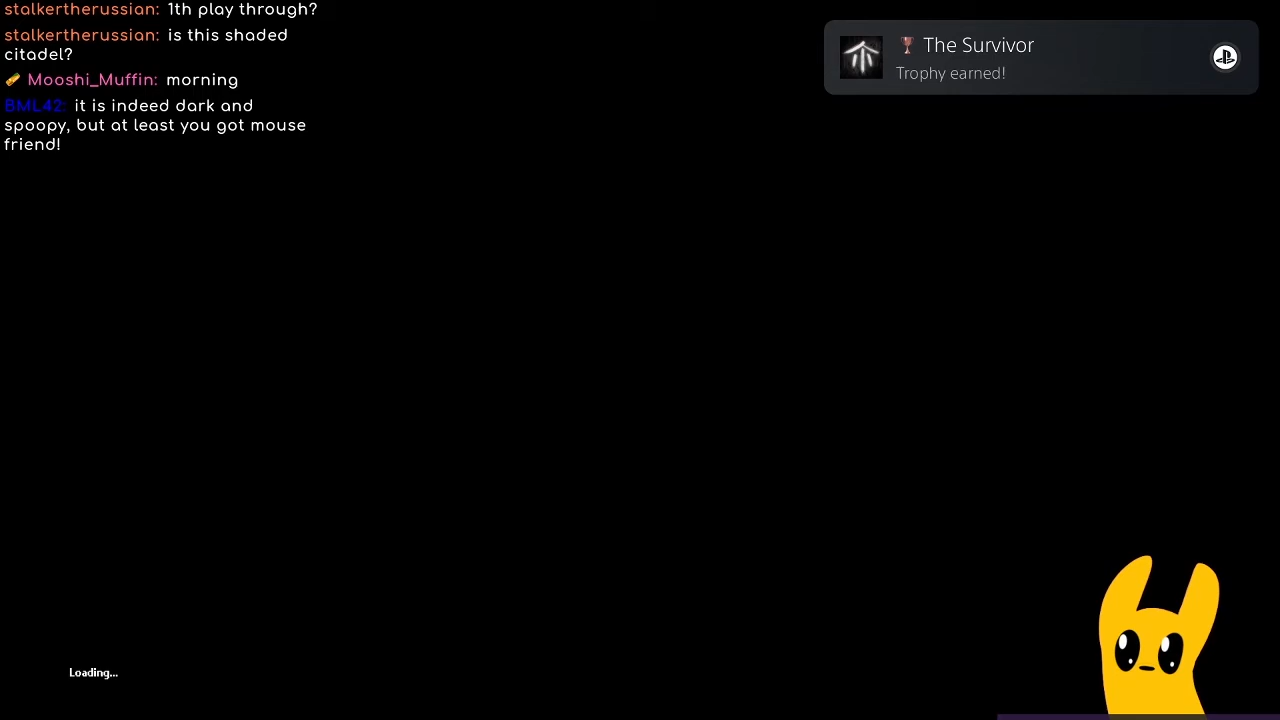 stalkertherussian: 1th play through?
stalkertherussian: is this shaded
citadel?
Mooshi_Muffin: morning
BML42: it is indeed dark and
spoopy, but at least you got mouse
friend!
The Survivor
Trophy earned!
Loading...